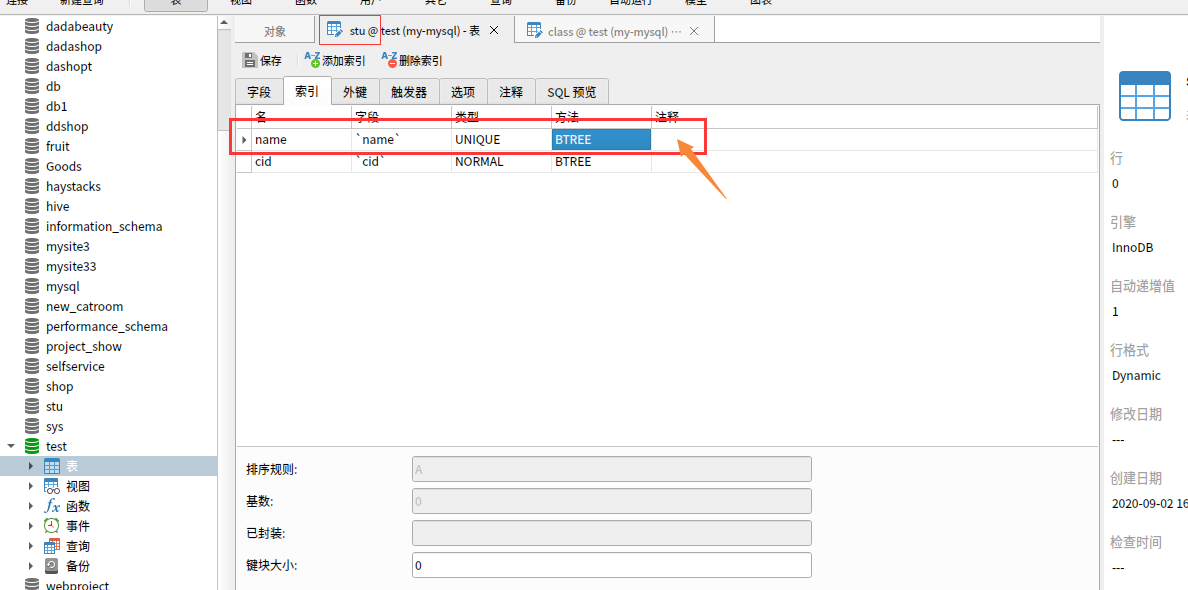 连接 新建查询 表 视图 函数 用户 其它 查询 备份 自动运行 模型 图表
dadabeauty
dadashop
dashopt
db
db1
ddshop
fruit
Goods
haystacks
hive
information_schema
mysite3
mysite33
mysql
new_catroom
performance_schema
project_show
selfservice
shop
stu
sys
test
表
视图
函数
事件
查询
备份
webproject
对象 stu @ test (my-mysql) - 表 class @ test (my-mysql) ···
保存 添加索引 删除索引
字段 索引 外键 触发器 选项 注释 SQL 预览
名 字段 类型 方法 注释
name `name` UNIQUE BTREE
cid `cid` NORMAL BTREE
排序规则: A
基数: 0
已封装:
键块大小: 0
行
0
引擎
InnoDB
自动递增值
1
行格式
Dynamic
修改日期
---
创建日期
2020-09-02 16
检查时间
---